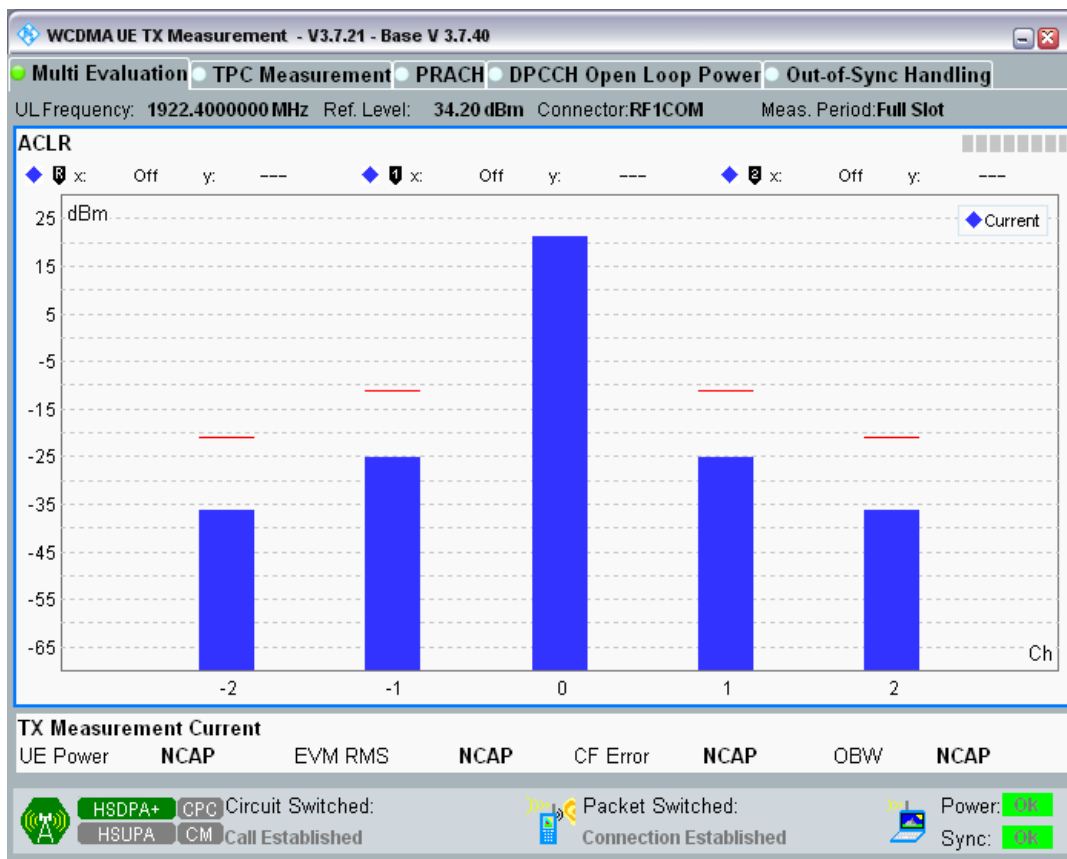 WCDMA UE TX Measurement - V3.7.21 - Base V 3.7.40
Multi Evaluation TPC Measurement PRACH DPCCH Open Loop Power Out-of-Sync Handling
UL Frequency: 1922.4000000 MHz Ref. Level: 34.20 dBm Connector:RF1COM Meas. Period:Full Slot
ACLR
R x: Off y: --- 1 x: Off y: --- 2 x: Off y: ---
dBm
Current
25
15
5
-5
-15
-25
-35
-45
-55
-65
Ch
-2 -1 0 1 2
TX Measurement Current
UE Power NCAP EVM RMS NCAP CF Error NCAP OBW NCAP
HSDPA+ CPC Circuit Switched: Packet Switched: Power: OK
HSUPA CM Call Established Connection Established Sync: OK